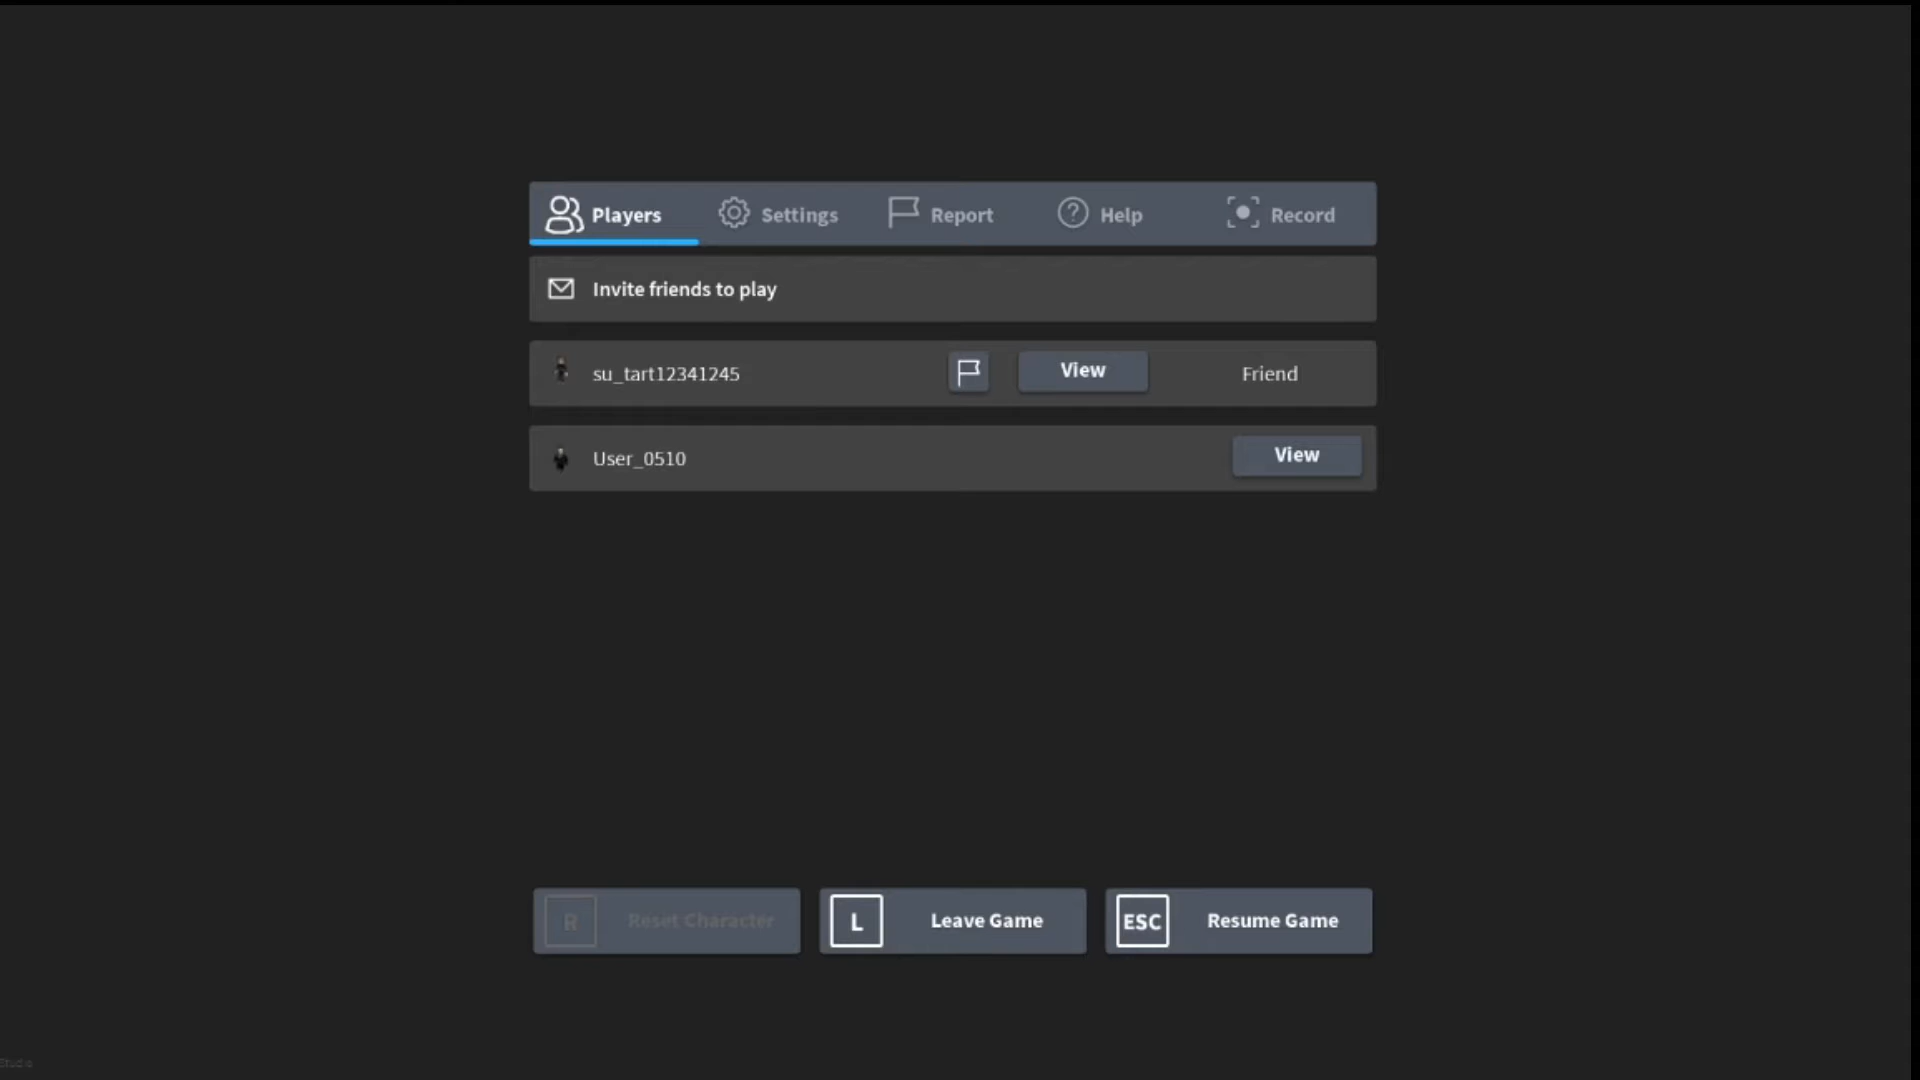 Players Settings Report Help Record
Invite friends to play
su_tart12341245 View Friend
User_0510 View
R Reset Character L Leave Game ESC Resume Game
Studio